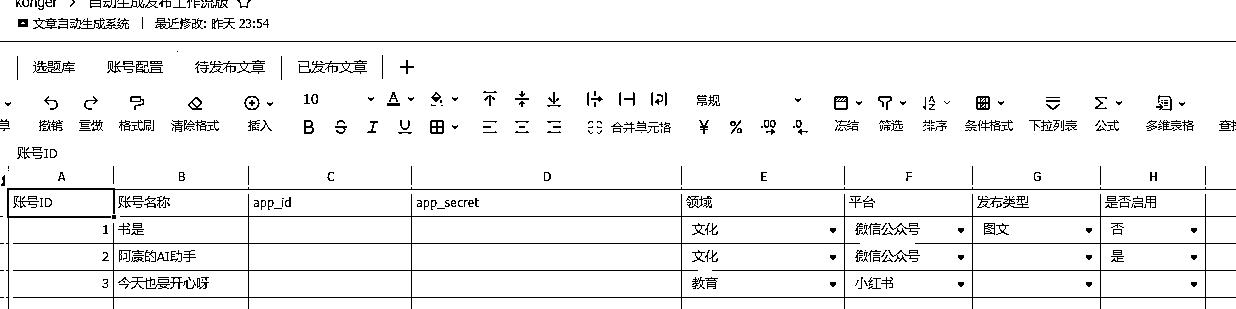 konger > 自动生成发布工作流版
文章自动生成系统 | 最近修改: 昨天 23:54
选题库 账号配置 待发布文章 已发布文章 +
10 A 常规
单 撤销 重做 格式刷 清除格式 插入 B S I U 合并单元格 ¥ % .00 .0 冻结 筛选 排序 条件格式 下拉列表 公式 多维表格 查找
账号ID
A B C D E F G H
1 账号ID 账号名称 app_id app_secret 领域 平台 发布类型 是否启用
1 书是 文化 微信公众号 图文 否
2 阿康的AI助手 文化 微信公众号 是
3 今天也要开心呀 教育 小红书